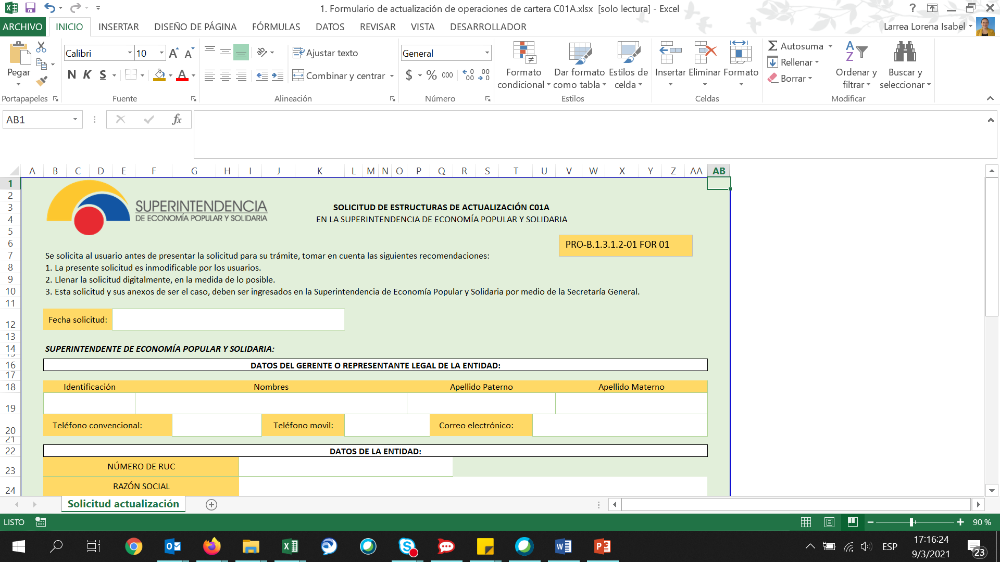 1. Formulario de actualización de operaciones de cartera C01A.xlsx [solo lectura] - Excel
ARCHIVO INICIO INSERTAR DISEÑO DE PÁGINA FÓRMULAS DATOS REVISAR VISTA DESARROLLADOR Larrea Lorena Isabel
Pegar
Portapapeles
Calibri 10
N K S
Fuente
Ajustar texto
Combinar y centrar
Alineación
General
$ % 000
Número
Formato condicional
Dar formato como tabla
Estilos de celda
Estilos
Insertar Eliminar Formato
Celdas
Autosuma
Rellenar
Borrar
Ordenar y filtrar
Buscar y seleccionar
Modificar
AB1 fx
A B C D E F G H I J K L M N O P Q R S T U V W X Y Z AA AB
1
2
3
4
5
6
7
8
9
10
11
12
13
14
15
16
17
18
19
20
21
22
23
24
SUPERINTENDENCIA
DE ECONOMÍA POPULAR Y SOLIDARIA
SOLICITUD DE ESTRUCTURAS DE ACTUALIZACIÓN C01A
EN LA SUPERINTENDENCIA DE ECONOMÍA POPULAR Y SOLIDARIA
PRO-B.1.3.1.2-01 FOR 01
Se solicita al usuario antes de presentar la solicitud para su trámite, tomar en cuenta las siguientes recomendaciones:
1. La presente solicitud es inmodificable por los usuarios.
2. Llenar la solicitud digitalmente, en la medida de lo posible.
3. Esta solicitud y sus anexos de ser el caso, deben ser ingresados en la Superintendencia de Economía Popular y Solidaria por medio de la Secretaría General.
Fecha solicitud:
SUPERINTENDENTE DE ECONOMÍA POPULAR Y SOLIDARIA:
DATOS DEL GERENTE O REPRESENTANTE LEGAL DE LA ENTIDAD:
Identificación Nombres Apellido Paterno Apellido Materno
Teléfono convencional: Teléfono movil: Correo electrónico:
DATOS DE LA ENTIDAD:
NÚMERO DE RUC
RAZÓN SOCIAL
Solicitud actualización
LISTO 90 %
ESP
17:16:24
9/3/2021
23